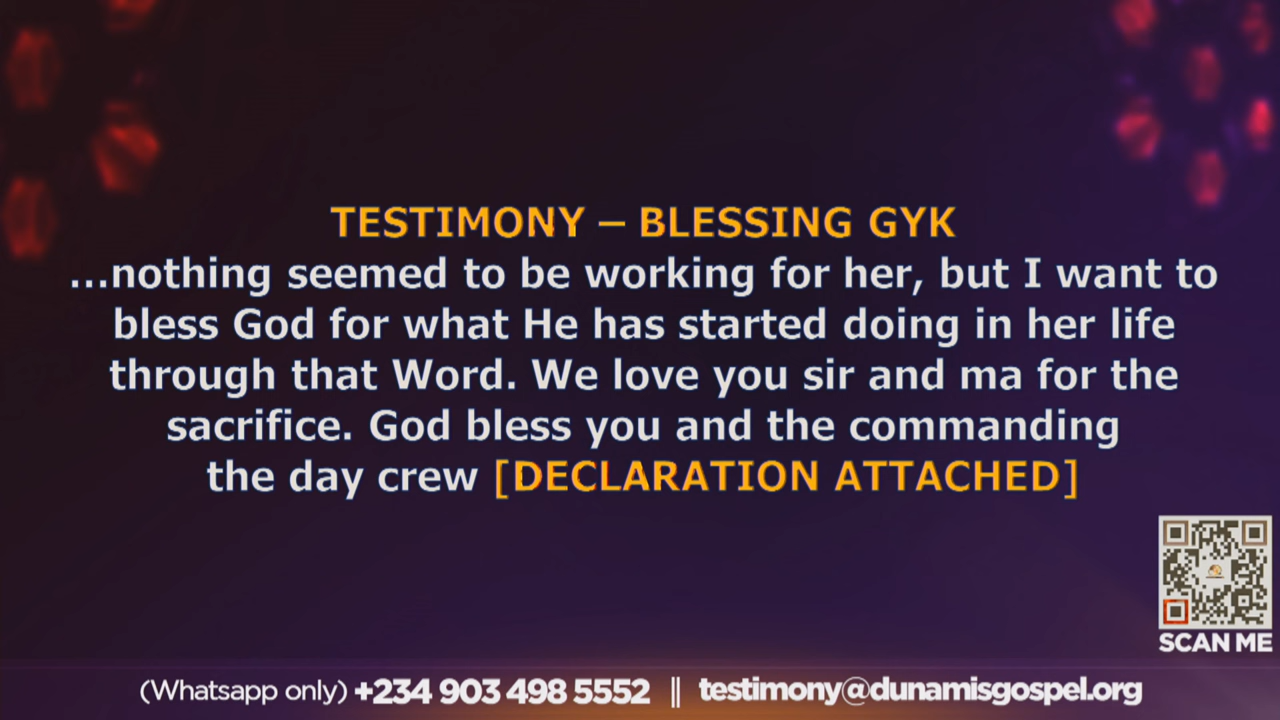 TESTIMONY – BLESSING GYK
...nothing seemed to be working for her, but I want to
bless God for what He has started doing in her life
through that Word. We love you sir and ma for the
sacrifice. God bless you and the commanding
the day crew [DECLARATION ATTACHED]
SCAN ME
(Whatsapp only) +234 903 498 5552 || testimony@dunamisgospel.org